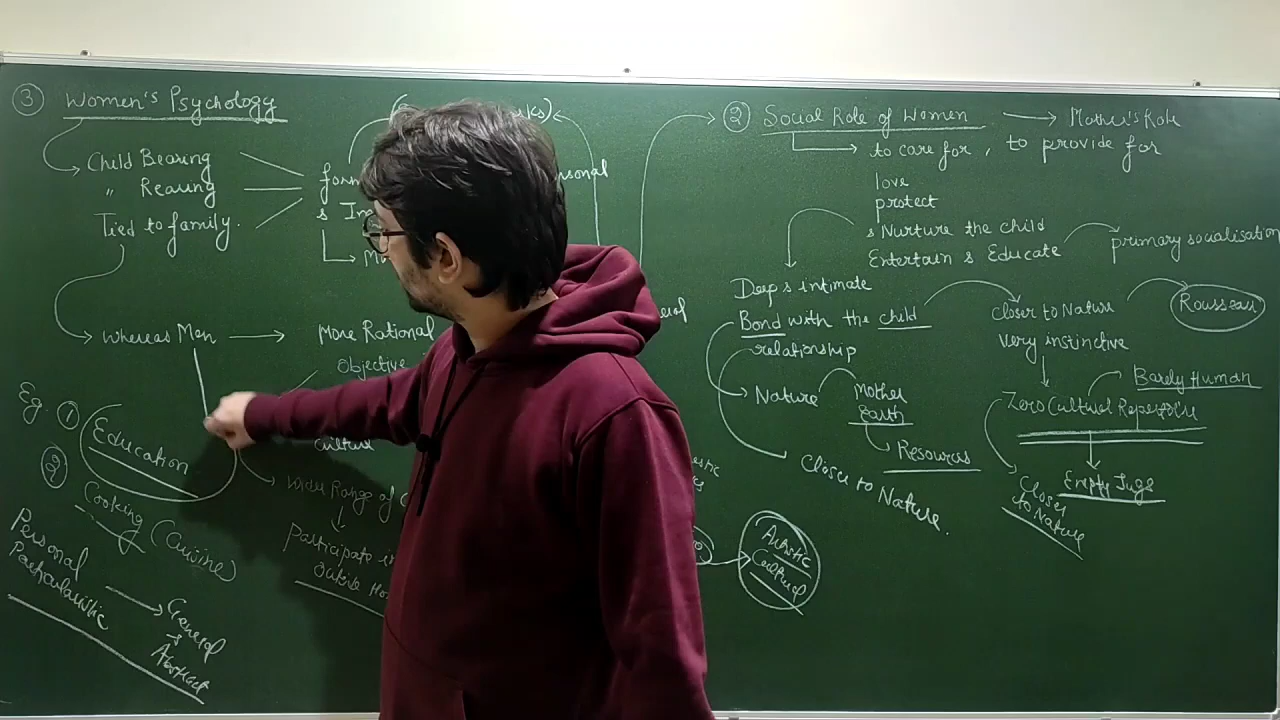 ③ Women's Psychology
Child Bearing
" Rearing
Tied to family.
Whereas Men → More Rational
Objective
culture
Wider Range of
↓
Participate in
Outside
Eg. ① Education
② Cooking (Cuisine)
Personal
Particularistic
→ General
& Abstract
② Social Role of Women → Mother's Role
→ to care for, to provide for
love
protect
& Nurture the child
Entertain & Educate
primary socialisation
Deep & intimate
Bond with the child
relationship
→ Nature
Mother
Earth
Resources
Closer to Nature.
Closer to Nature
very instinctive
Rousseau
Zero Cultural Repertoire
Barely Human
Empty Jugs
Closer
to Nature
Artistic
Cultural